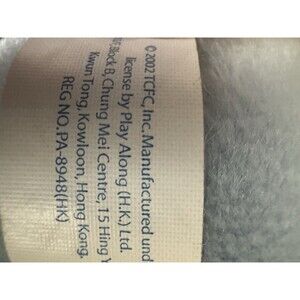 © 2002 TCFC, Inc. Manufactured und
license by Play Along (H.K.) Ltd.
Block B, Chung Mei Centre, 15 Hing Y
Kwun Tong, Kowloon, Hong Kong.
REG NO. PA-8948(HK)